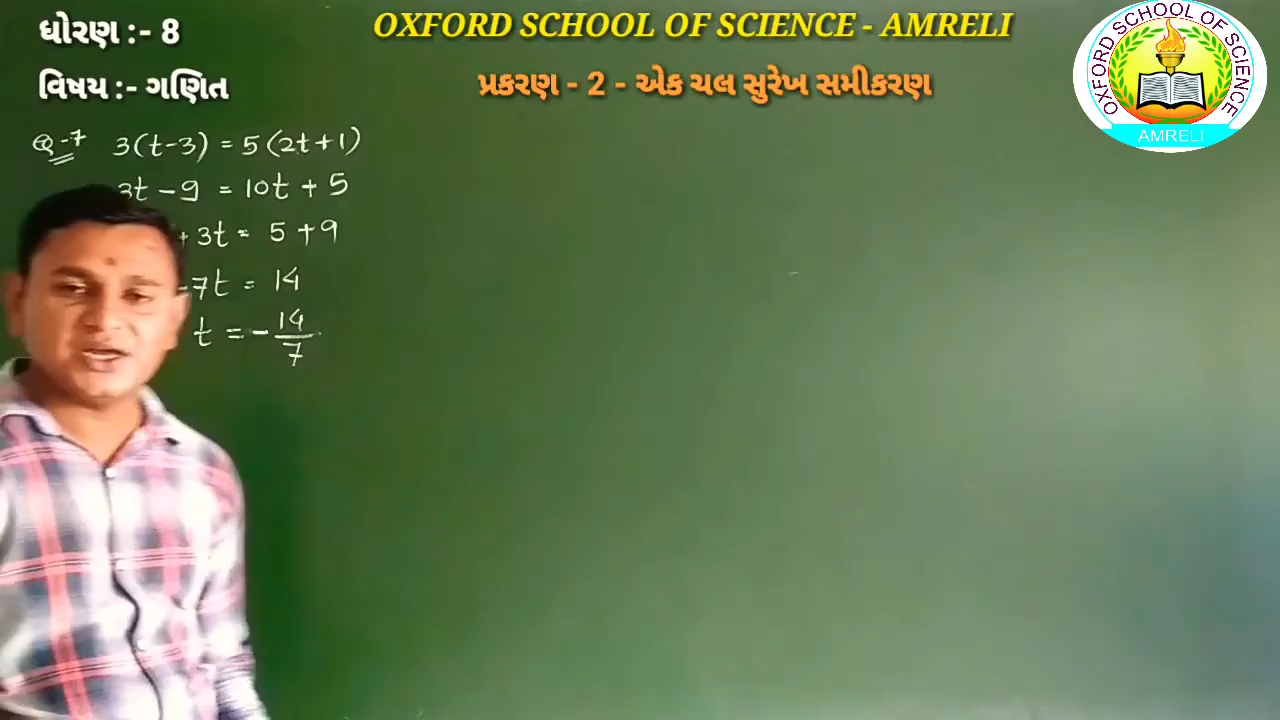 ધોરણ :- 8
OXFORD SCHOOL OF SCIENCE - AMRELI
વિષય :- ગણિત
પ્રકરણ - 2 - એક ચલ સુરેખ સમીકરણ
OXFORD SCHOOL OF SCIENCE
AMRELI
Q-7 3(t-3) = 5(2t+1)
3t - 9 = 10t + 5
+ 3t = 5 + 9
-7t = 14
t = -14/7